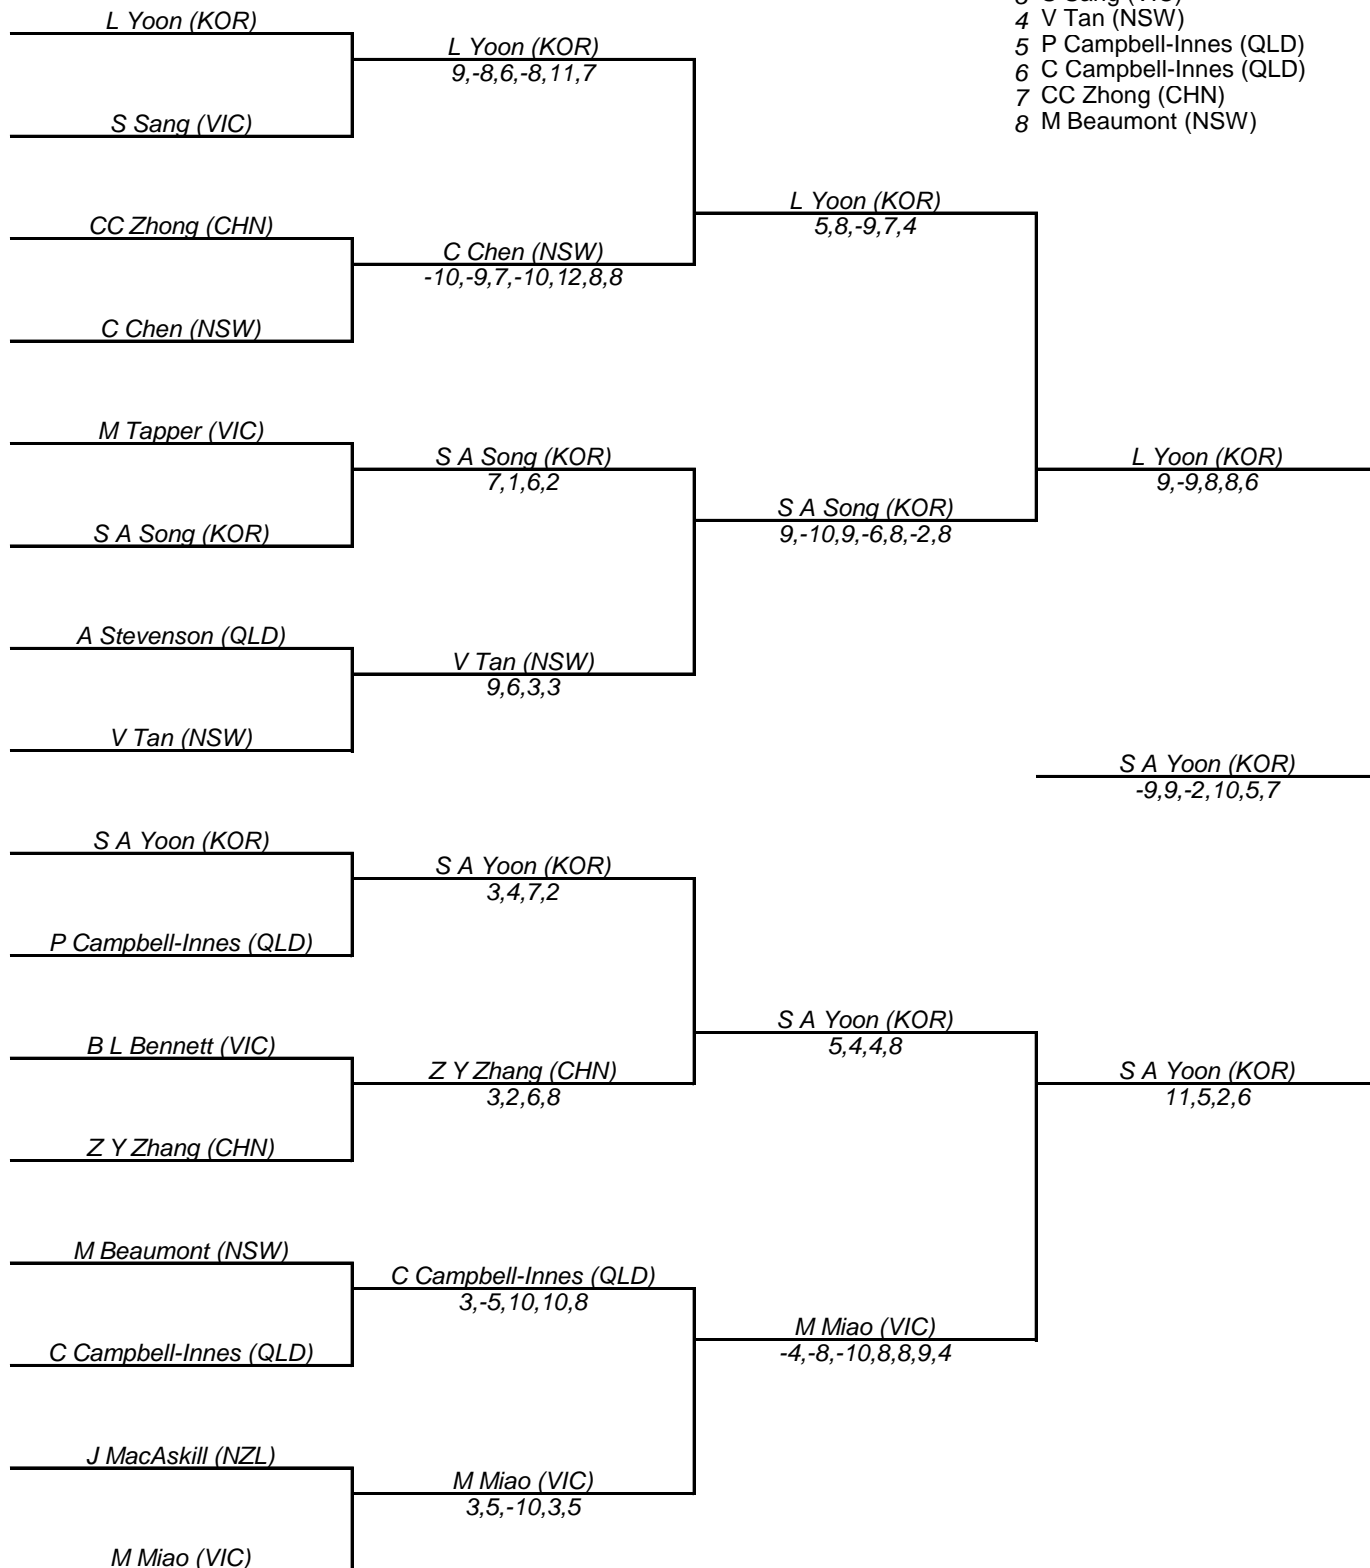 3 S Sang (VIC)
4 V Tan (NSW)
5 P Campbell-Innes (QLD)
6 C Campbell-Innes (QLD)
7 CC Zhong (CHN)
8 M Beaumont (NSW)
L Yoon (KOR)
L Yoon (KOR)
9,-8,6,-8,11,7
S Sang (VIC)
L Yoon (KOR)
5,8,-9,7,4
CC Zhong (CHN)
C Chen (NSW)
-10,-9,7,-10,12,8,8
C Chen (NSW)
M Tapper (VIC)
S A Song (KOR)
7,1,6,2
L Yoon (KOR)
9,-9,8,8,6
S A Song (KOR)
S A Song (KOR)
9,-10,9,-6,8,-2,8
A Stevenson (QLD)
V Tan (NSW)
9,6,3,3
V Tan (NSW)
S A Yoon (KOR)
-9,9,-2,10,5,7
S A Yoon (KOR)
S A Yoon (KOR)
3,4,7,2
P Campbell-Innes (QLD)
S A Yoon (KOR)
5,4,4,8
B L Bennett (VIC)
Z Y Zhang (CHN)
3,2,6,8
S A Yoon (KOR)
11,5,2,6
Z Y Zhang (CHN)
M Beaumont (NSW)
C Campbell-Innes (QLD)
3,-5,10,10,8
M Miao (VIC)
-4,-8,-10,8,8,9,4
C Campbell-Innes (QLD)
J MacAskill (NZL)
M Miao (VIC)
3,5,-10,3,5
M Miao (VIC)